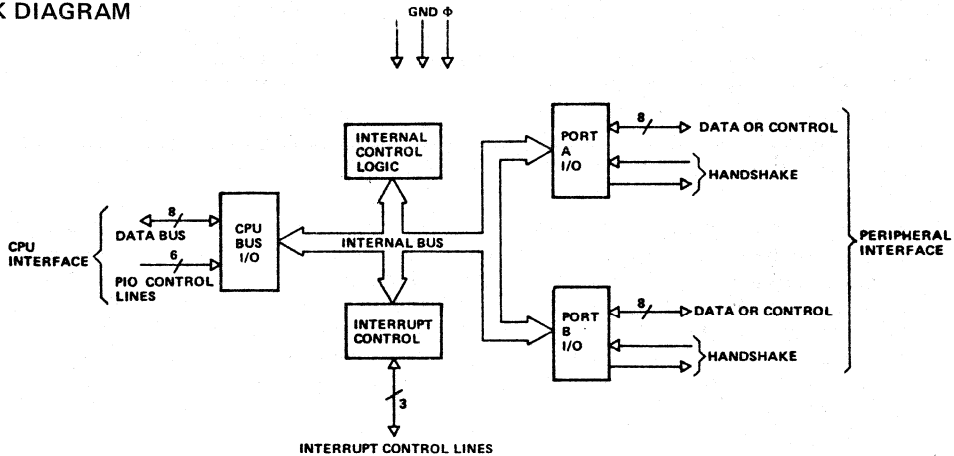 K DIAGRAM
GND Φ
INTERNAL
CONTROL
LOGIC
PORT
A
I/O
8
DATA OR CONTROL
HANDSHAKE
CPU
INTERFACE
8
DATA BUS
6
PIO CONTROL
LINES
CPU
BUS
I/O
INTERNAL BUS
PERIPHERAL
INTERFACE
INTERRUPT
CONTROL
PORT
B
I/O
8
DATA OR CONTROL
HANDSHAKE
3
INTERRUPT CONTROL LINES